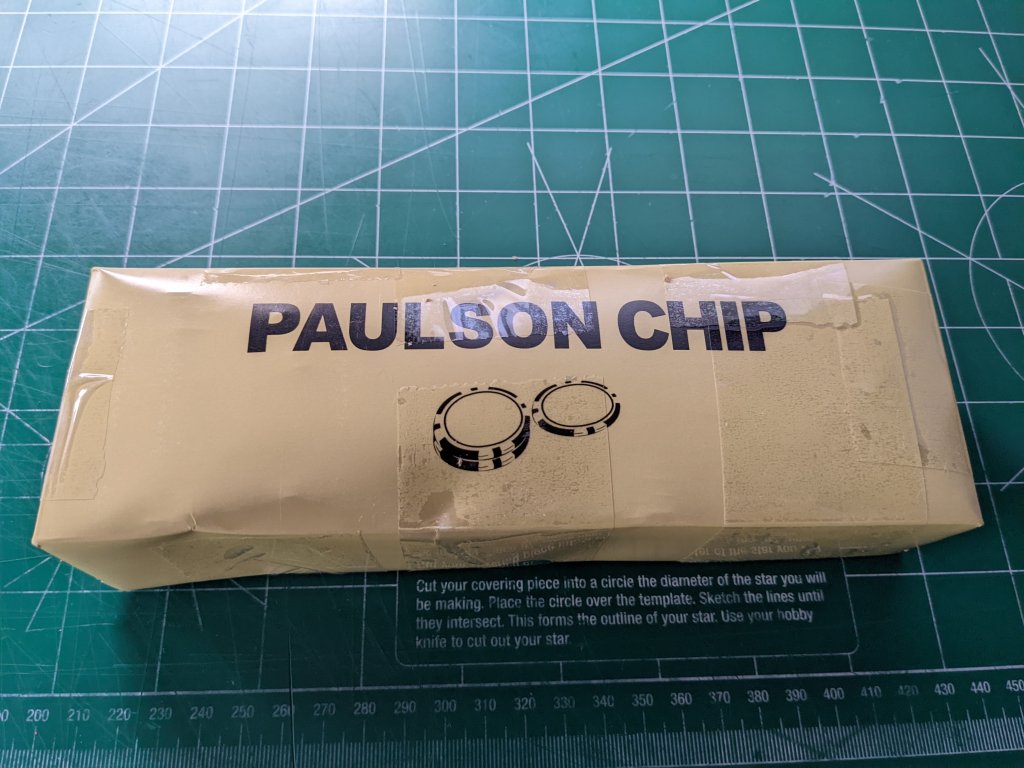 PAULSON CHIP
Cut your covering piece into a circle the diameter of the star you will
be making. Place the circle over the template. Sketch the lines until
they intersect. This forms the outline of your star. Use your hobby
knife to cut out your star.
200 210 220 230 240 250 260 270 280 290 300 310 320 330 340 350 360 370 380 390 400 410 420 430 440 450